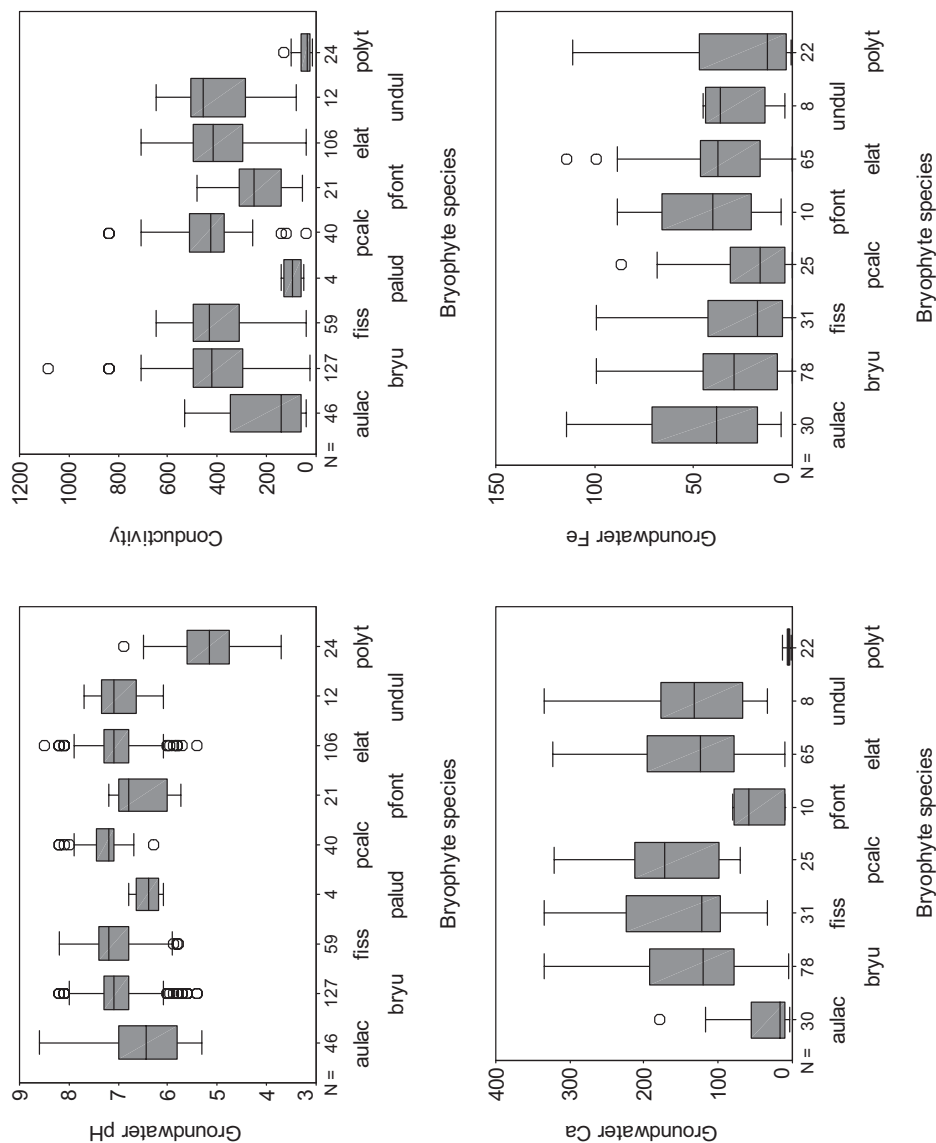 Groundwater pH
9
8
7
6
5
4
3
N = 46 127 59 4 40 21 106 12 24
aulac bryu fiss palud pcalc pfont elat undul polyt
Bryophyte species
Conductivity
1200
1000
800
600
400
200
0
N = 46 127 59 4 40 21 106 12 24
aulac bryu fiss palud pcalc pfont elat undul polyt
Bryophyte species
Groundwater Ca
400
300
200
100
0
N = 30 78 31 25 10 65 8 22
aulac bryu fiss pcalc pfont elat undul polyt
Bryophyte species
Groundwater Fe
150
100
50
0
N = 30 78 31 25 10 65 8 22
aulac bryu fiss pcalc pfont elat undul polyt
Bryophyte species